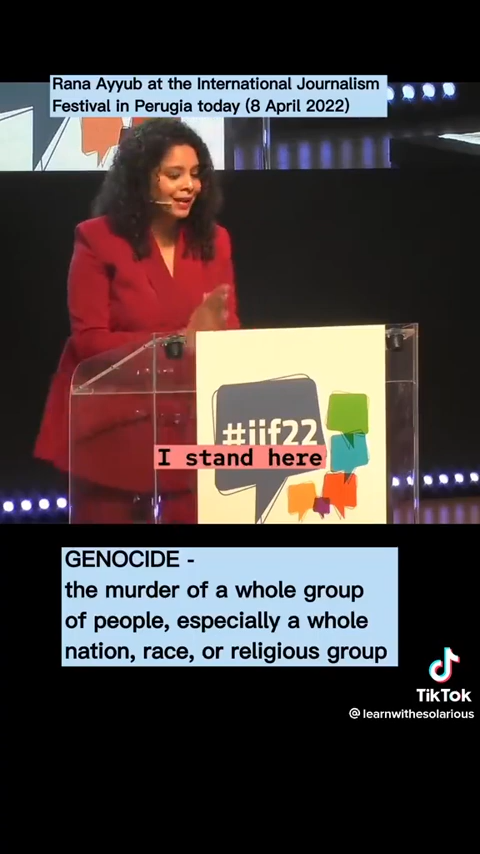 Rana Ayyub at the International Journalism
Festival in Perugia today (8 April 2022)
#ijf22
I stand here
GENOCIDE -
the murder of a whole group
of people, especially a whole
nation, race, or religious group
TikTok
@learnwithesolarious